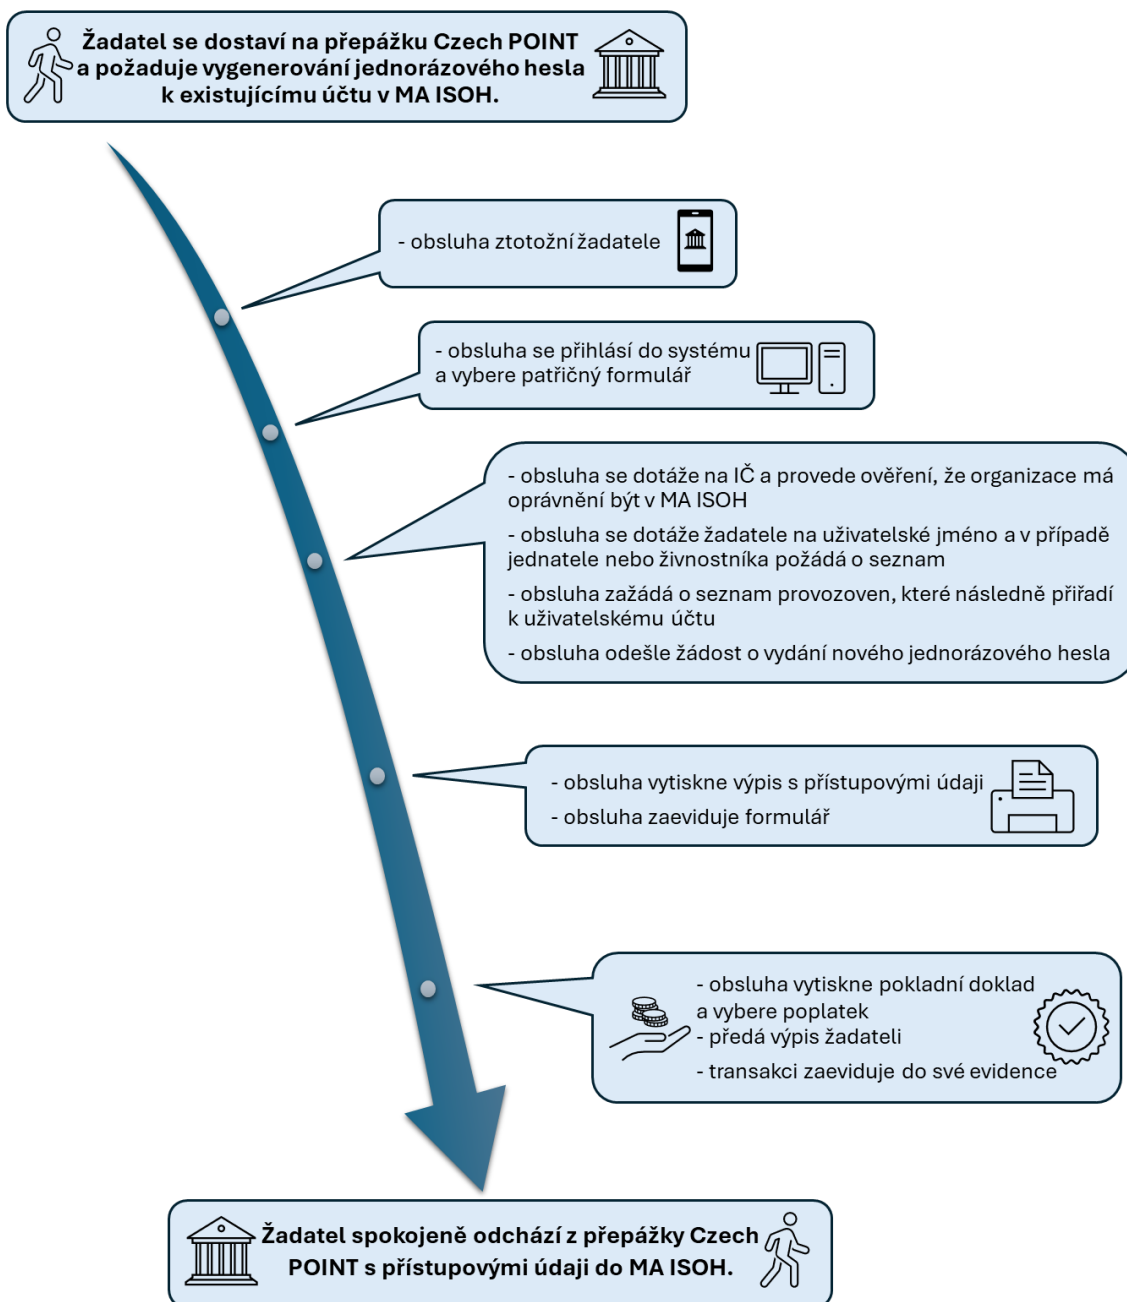 Žadatel se dostaví na přepážku Czech POINT
a požaduje vygenerování jednorázového hesla
k existujícímu účtu v MA ISOH.
- obsluha ztotožní žadatele
- obsluha se přihlásí do systému
a vybere patřičný formulář
- obsluha se dotáže na IČ a provede ověření, že organizace má
oprávnění být v MA ISOH
- obsluha se dotáže žadatele na uživatelské jméno a v případě
jednatele nebo živnostníka požádá o seznam
- obsluha zažádá o seznam provozoven, které následně přiřadí
k uživatelskému účtu
- obsluha odešle žádost o vydání nového jednorázového hesla
- obsluha vytiskne výpis s přístupovými údaji
- obsluha zaeviduje formulář
- obsluha vytiskne pokladní doklad
a vybere poplatek
- předá výpis žadateli
- transakci zaeviduje do své evidence
Žadatel spokojeně odchází z přepážky Czech
POINT s přístupovými údaji do MA ISOH.